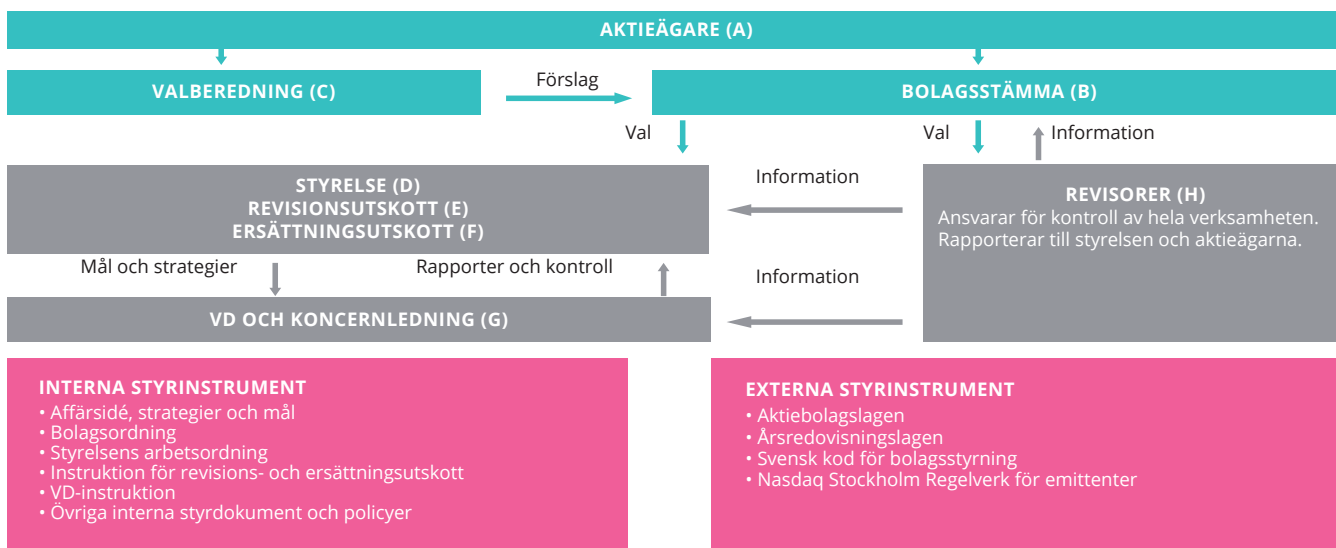 AKTIEÄGARE (A)
VALBEREDNING (C)
Förslag
BOLAGSSTÄMMA (B)
Val
Val
Information
STYRELSE (D)
REVISIONSUTSKOTT (E)
ERSÄTTNINGSUTSKOTT (F)
Information
REVISORER (H)
Ansvarar för kontroll av hela verksamheten.
Rapporterar till styrelsen och aktieägarna.
Mål och strategier
Rapporter och kontroll
Information
VD OCH KONCERNLEDNING (G)
INTERNA STYRINSTRUMENT
• Affärsidé, strategier och mål
• Bolagsordning
• Styrelsens arbetsordning
• Instruktion för revisions- och ersättningsutskott
• VD-instruktion
• Övriga interna styrdokument och policyer
EXTERNA STYRINSTRUMENT
• Aktiebolagslagen
• Årsredovisningslagen
• Svensk kod för bolagsstyrning
• Nasdaq Stockholm Regelverk för emittenter